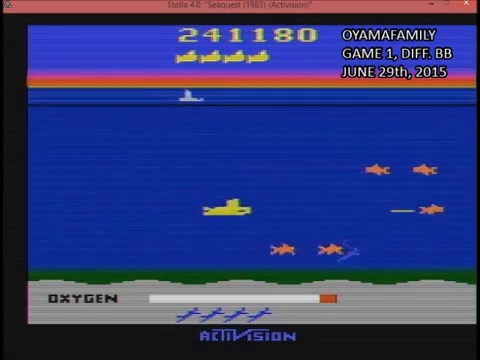 Stella 4.0: "Seaquest (1983) (Activision)"
241180
OYAMAFAMILY
GAME 1, DIFF. BB
JUNE 29th, 2015
OXYGEN
ACTIVISION